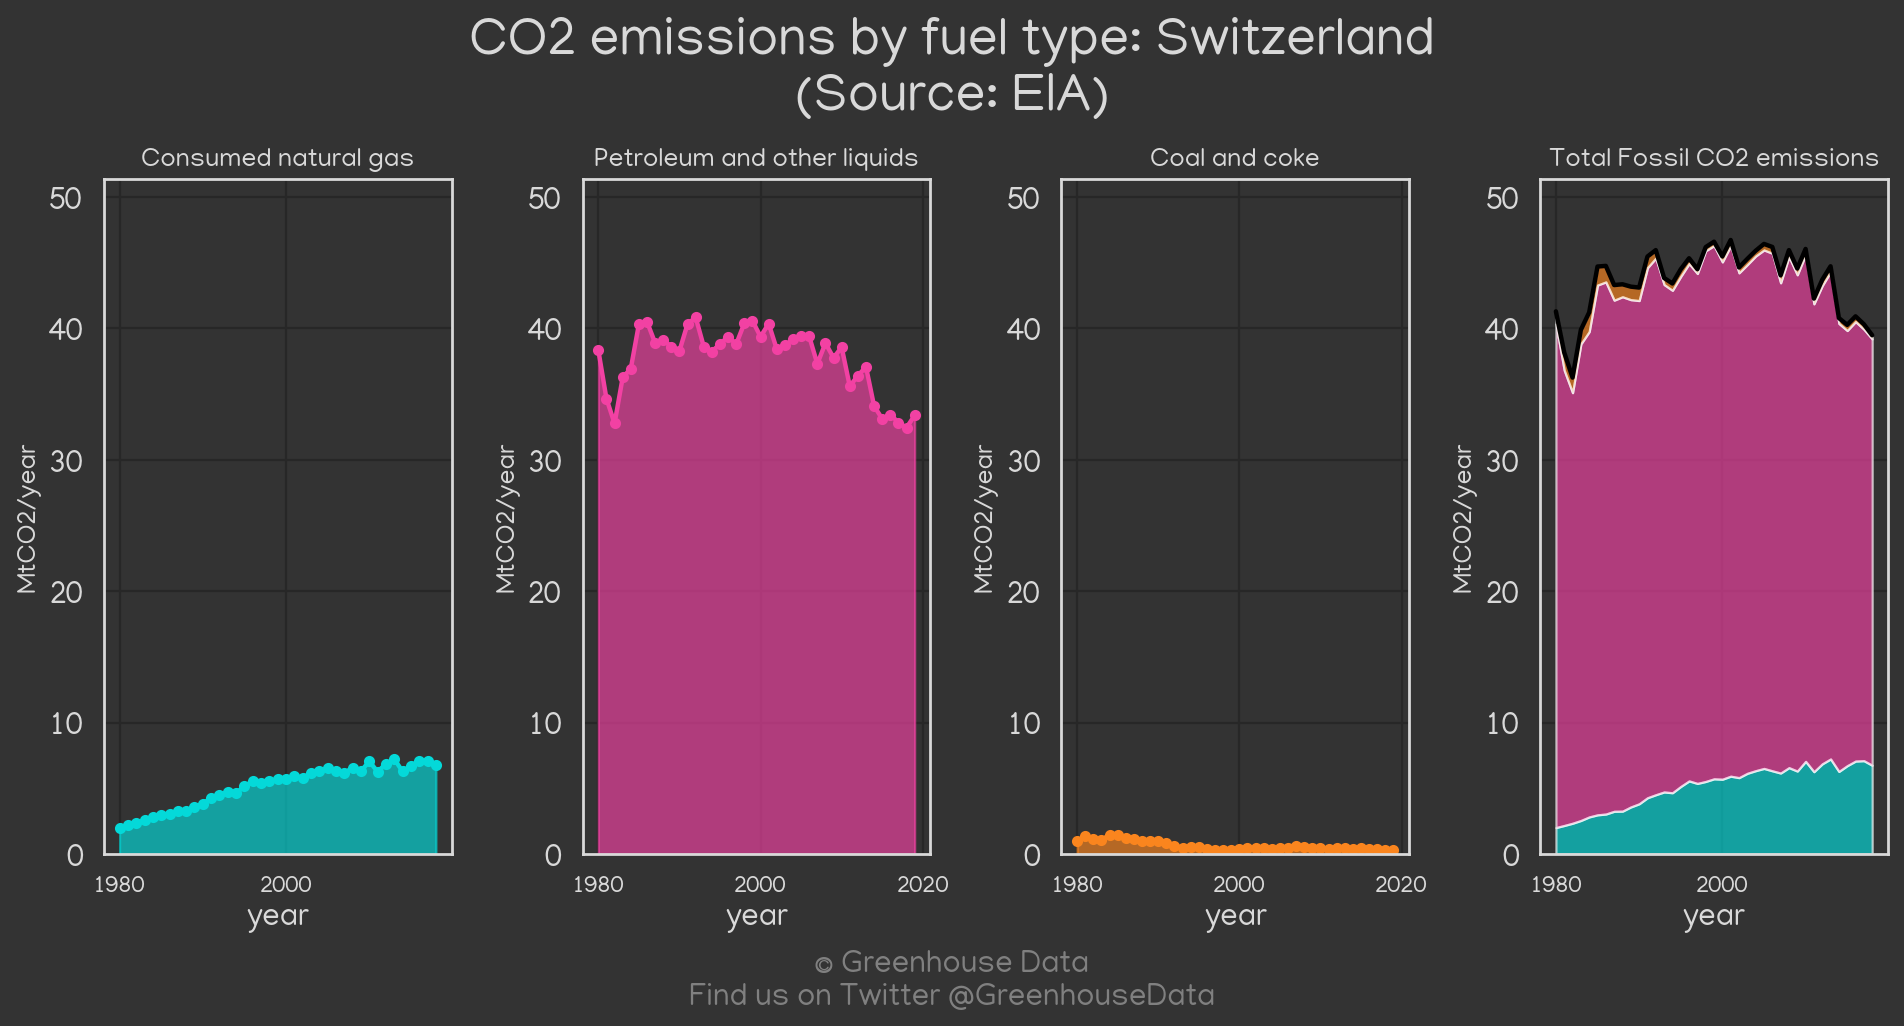 CO2 emissions by fuel type: Switzerland
(Source: EIA)
Consumed natural gas
Petroleum and other liquids
Coal and coke
Total Fossil CO2 emissions
50
40
30
20
10
0
MtCO2/year
1980
2000
year
50
40
30
20
10
0
MtCO2/year
1980
2000
2020
year
50
40
30
20
10
0
MtCO2/year
1980
2000
2020
year
50
40
30
20
10
0
MtCO2/year
1980
2000
year
© Greenhouse Data
Find us on Twitter @GreenhouseData